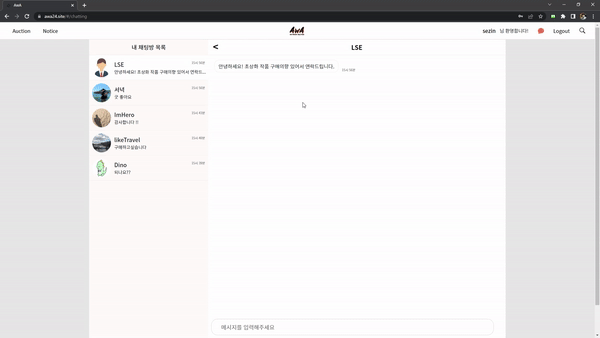 AwA
awa24.site/#/chatting
Auction
Notice
AWA
sezin 님 환영합니다!
Logout
내 채팅방 목록
LSE
안녕하세요! 초상화 작품 구매의향 있어서 연락드...
서녁
굿 좋아요
ImHero
감사합니다 !!
likeTravel
구매하고싶습니다
Dino
되나요??
<
LSE
안녕하세요! 초상화 작품 구매의향 있어서 연락드립니다.
메시지를 입력해주세요